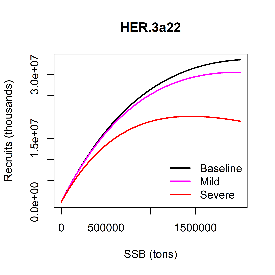 HER.3a22
Recruits (thousands)
3.0e+07
1.5e+07
0.0e+00
Baseline
Mild
Severe
0
500000
1500000
SSB (tons)